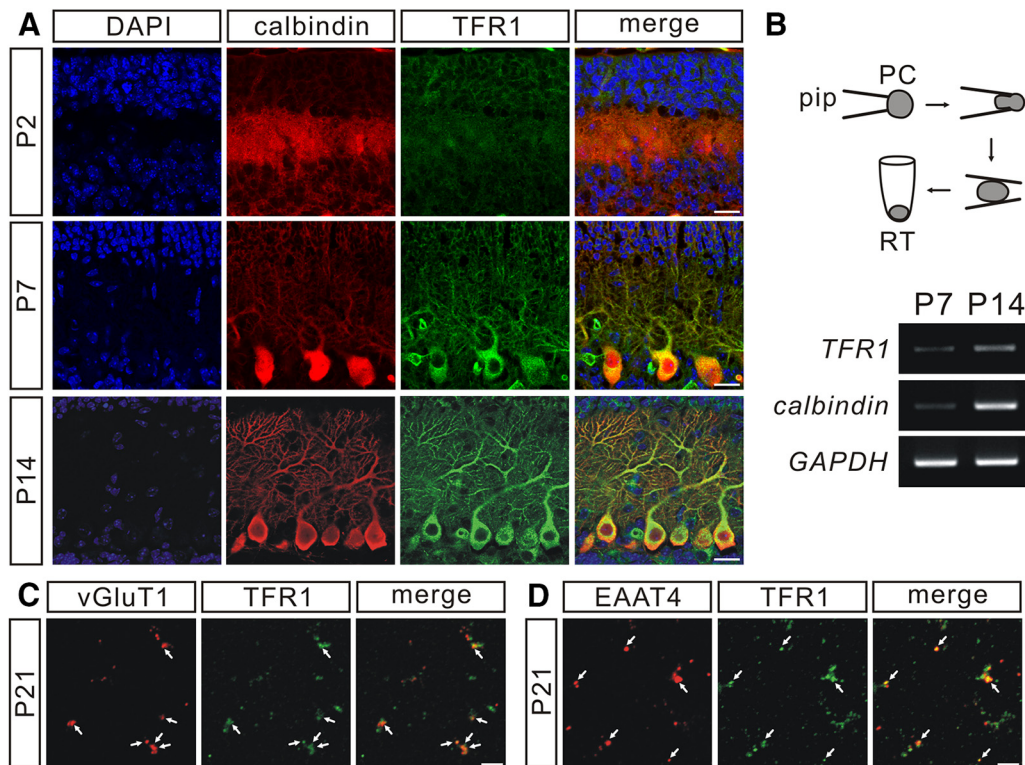 A
DAPI calbindin TFR1 merge
P2
P7
P14
B
PC
pip
RT
P7 P14
TFR1
calbindin
GAPDH
C
vGluT1 TFR1 merge
P21
D
EAAT4 TFR1 merge
P21